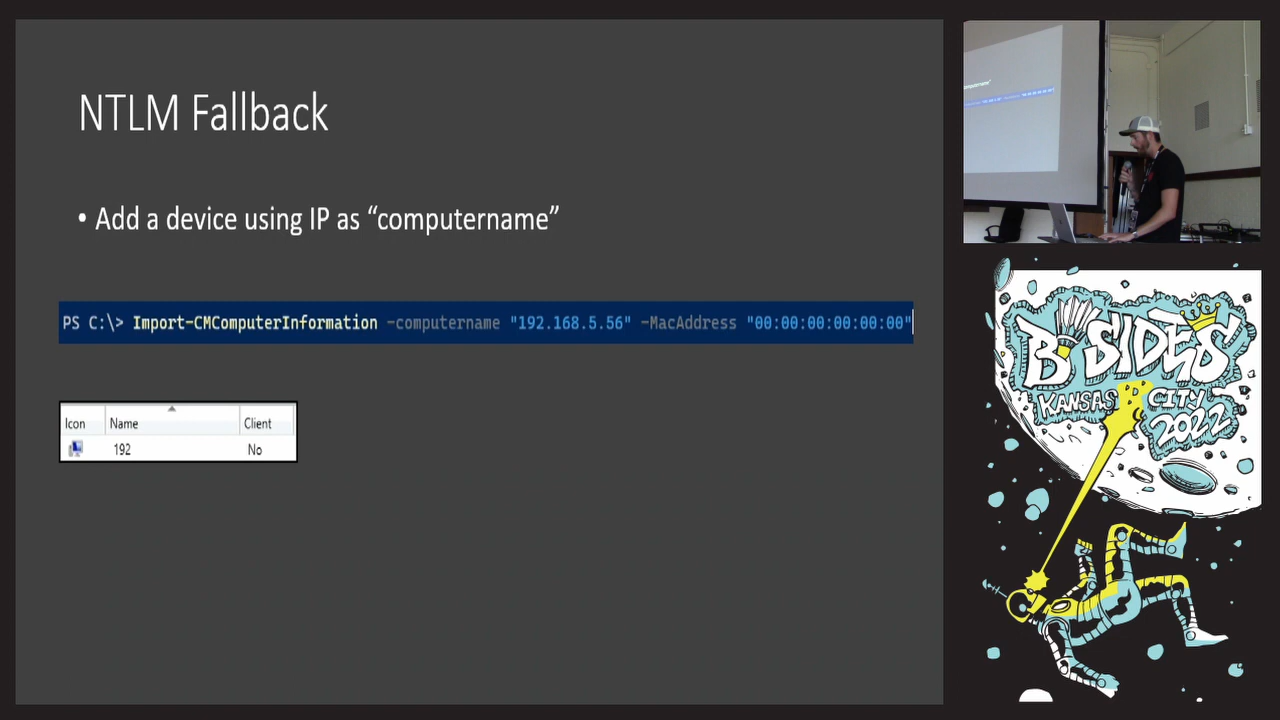 NTLM Fallback
• Add a device using IP as “computername”
PS C:\> Import-CMComputerInformation -computername "192.168.5.56" -MacAddress "00:00:00:00:00:00"
Icon Name Client
192 No
BSIDES
KANSAS CITY
2022